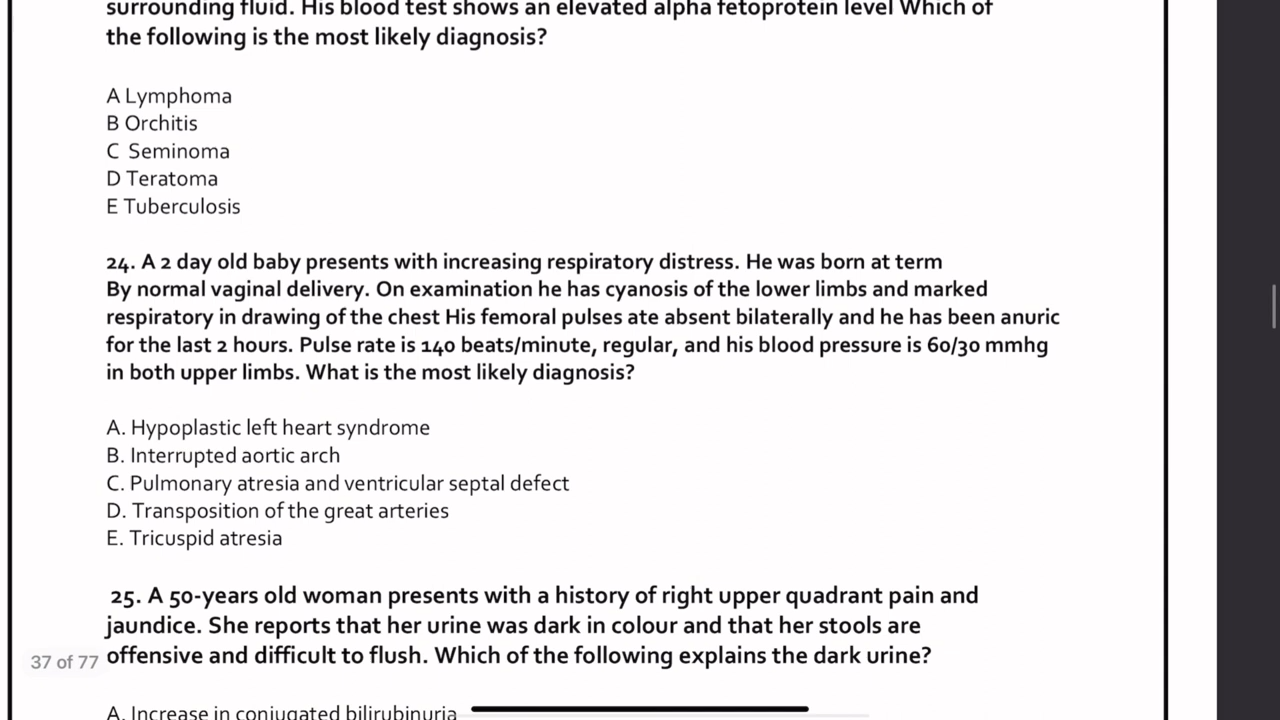 surrounding fluid. His blood test shows an elevated alpha fetoprotein level Which of
the following is the most likely diagnosis?
A Lymphoma
B Orchitis
C Seminoma
D Teratoma
E Tuberculosis
24. A 2 day old baby presents with increasing respiratory distress. He was born at term
By normal vaginal delivery. On examination he has cyanosis of the lower limbs and marked
respiratory in drawing of the chest His femoral pulses ate absent bilaterally and he has been anuric
for the last 2 hours. Pulse rate is 140 beats/minute, regular, and his blood pressure is 60/30 mmhg
in both upper limbs. What is the most likely diagnosis?
A. Hypoplastic left heart syndrome
B. Interrupted aortic arch
C. Pulmonary atresia and ventricular septal defect
D. Transposition of the great arteries
E. Tricuspid atresia
25. A 50-years old woman presents with a history of right upper quadrant pain and
jaundice. She reports that her urine was dark in colour and that her stools are
offensive and difficult to flush. Which of the following explains the dark urine?
37 of 77
A. Increase in conjugated bilirubinuria